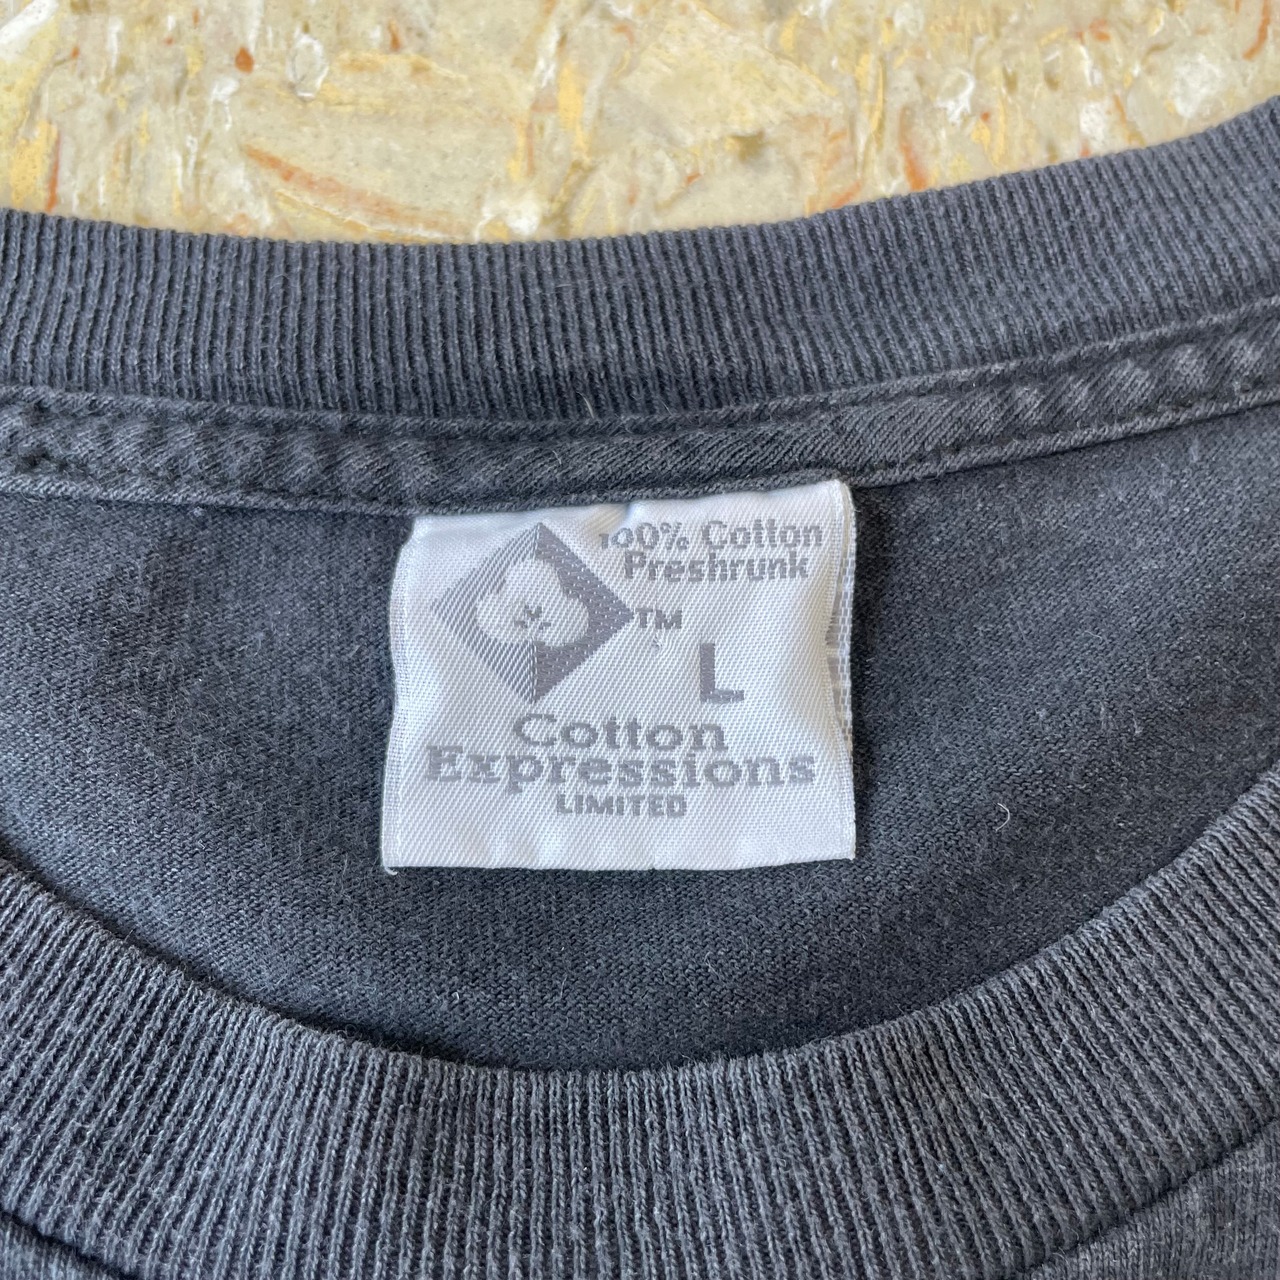 100% Cotton
Preshrunk
TM
L
Cotton
Expressions
LIMITED